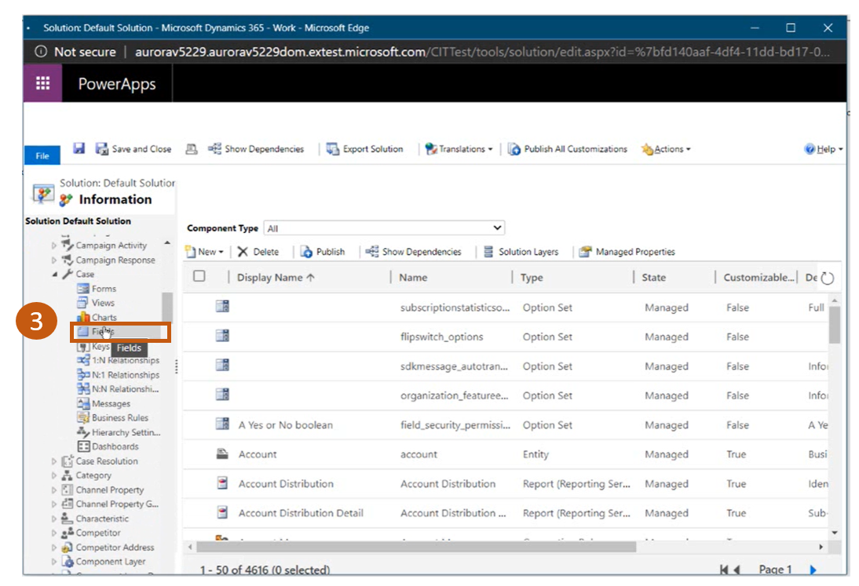 Solution: Default Solution - Microsoft Dynamics 365 - Work - Microsoft Edge
Not secure | aurorav5229.aurorav5229dom.extest.microsoft.com/CITTest/tools/solution/edit.aspx?id=%7bfd140aaf-4df4-11dd-bd17-0...
PowerApps
File Save and Close Show Dependencies Export Solution Translations Publish All Customizations Actions Help
Solution: Default Solution
Information
Solution Default Solution
Component Type All
New Delete Publish Show Dependencies Solution Layers Managed Properties
Campaign Activity
Campaign Response
Case
Forms
Views
Charts
3
Fields
Keys
Fields
1:N Relationships
N:1 Relationships
N:N Relationshi...
Messages
Business Rules
Hierarchy Settin...
Dashboards
Case Resolution
Category
Channel Property
Channel Property G...
Characteristic
Competitor
Competitor Address
Component Layer
Display Name Name Type State Customizable... De
subscriptionstatisticso... Option Set Managed False Full
flipswitch_options Option Set Managed False
sdkmessage_autotran... Option Set Managed False Info
organization_featuree... Option Set Managed False Info
A Yes or No boolean field_security_permissi... Option Set Managed False A Ye
Account account Entity Managed True Busi
Account Distribution Account Distribution Report (Reporting Ser... Managed True Iden
Account Distribution Detail Account Distribution ... Report (Reporting Ser... Managed True Sub-
1 - 50 of 4616 (0 selected) Page 1